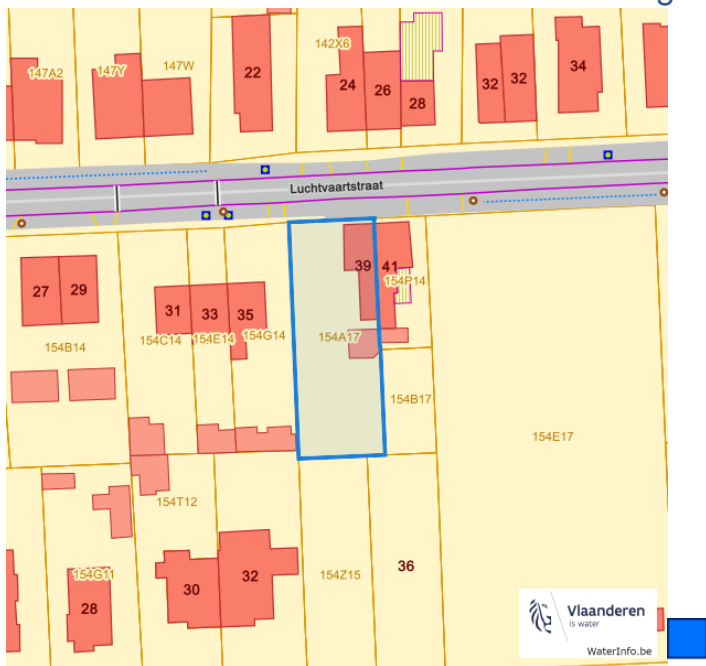 147A2
147Y
147W
22
142X6
24
26
28
32
32
34
Luchtvaartstraat
27
29
154B14
31
33
35
154C14
154E14
154G14
39
41
154P14
154A17
154B17
154E17
154T12
154G11
28
30
32
154Z15
36
Vlaanderen
is water
WaterInfo.be